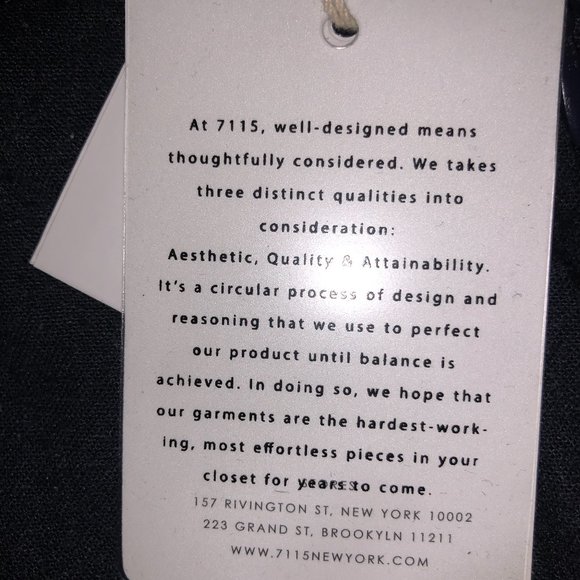 At 7115, well-designed means
thoughtfully considered. We takes
three distinct qualities into
consideration:
Aesthetic, Quality & Attainability.
It's a circular process of design and
reasoning that we use to perfect
our product until balance is
achieved. In doing so, we hope that
our garments are the hardest-work-
ing, most effortless pieces in your
closet for years to come.
157 RIVINGTON ST, NEW YORK 10002
223 GRAND ST, BROOKYLN 11211
WWW.7115NEWYORK.COM